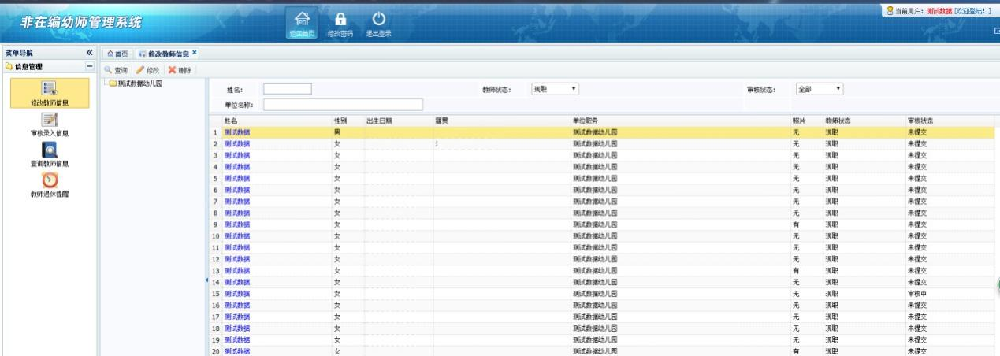 非在编幼师管理系统
返回首页 修改密码 退出登录
当前用户：测试数据 [欢迎登陆！]
菜单导航
信息管理
修改教师信息
审核录入信息
查询教师信息
教师退休提醒
首页 修改教师信息
查询 修改 删除
测试数据幼儿园
姓名： 教师状态： 现职 审核状态： 全部
单位名称：
姓名 性别 出生日期 籍贯 单位职务 照片 教师状态 审核状态
1 测试数据 男 测试数据幼儿园 无 现职 未提交
2 测试数据 女 测试数据幼儿园 无 现职 未提交
3 测试数据 女 测试数据幼儿园 无 现职 未提交
4 测试数据 女 测试数据幼儿园 无 现职 未提交
5 测试数据 女 测试数据幼儿园 无 现职 未提交
6 测试数据 女 测试数据幼儿园 无 现职 未提交
7 测试数据 女 测试数据幼儿园 无 现职 未提交
8 测试数据 女 测试数据幼儿园 无 现职 未提交
9 测试数据 女 测试数据幼儿园 有 现职 未提交
10 测试数据 女 测试数据幼儿园 无 现职 未提交
11 测试数据 女 测试数据幼儿园 无 现职 未提交
12 测试数据 女 测试数据幼儿园 无 现职 未提交
13 测试数据 女 测试数据幼儿园 有 现职 未提交
14 测试数据 女 测试数据幼儿园 无 现职 未提交
15 测试数据 女 测试数据幼儿园 无 现职 审核中
16 测试数据 女 测试数据幼儿园 无 现职 未提交
17 测试数据 女 测试数据幼儿园 无 现职 未提交
18 测试数据 女 测试数据幼儿园 无 现职 未提交
19 测试数据 女 测试数据幼儿园 无 现职 未提交
20 测试数据 女 测试数据幼儿园 有 现职 未提交